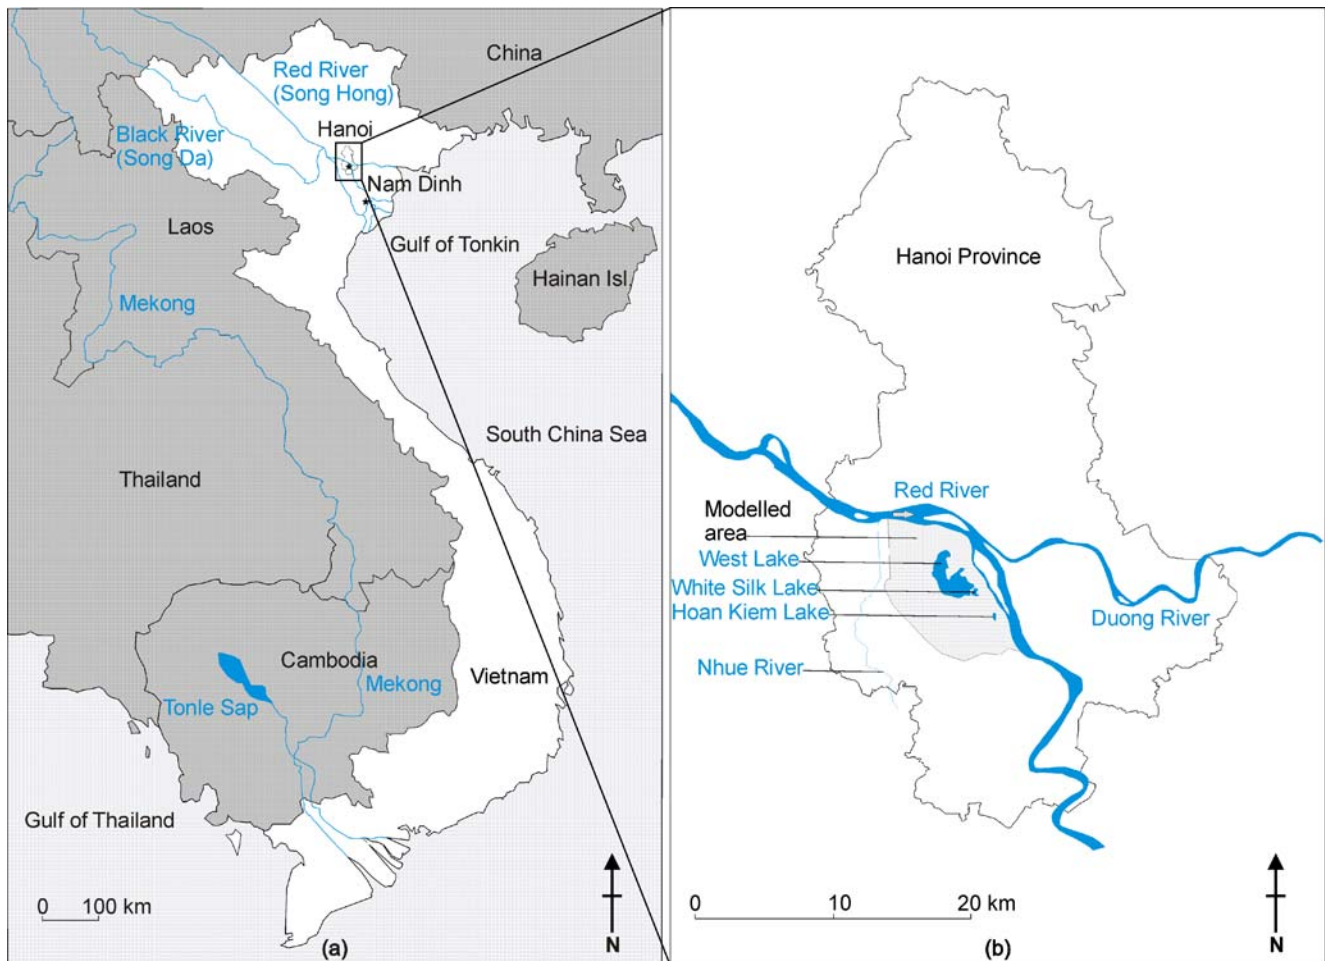 China
Red River
(Song Hong)
Hanoi
Black River
(Song Da)
Nam Dinh
Laos
Gulf of Tonkin
Hainan Isl
Mekong
South China Sea
Thailand
Cambodia
Mekong
Vietnam
Tonle Sap
Gulf of Thailand
0 100 km
N
(a)
Hanoi Province
Red River
Modelled
area
West Lake
White Silk Lake
Hoan Kiem Lake
Duong River
Nhue River
0 10 20 km
N
(b)